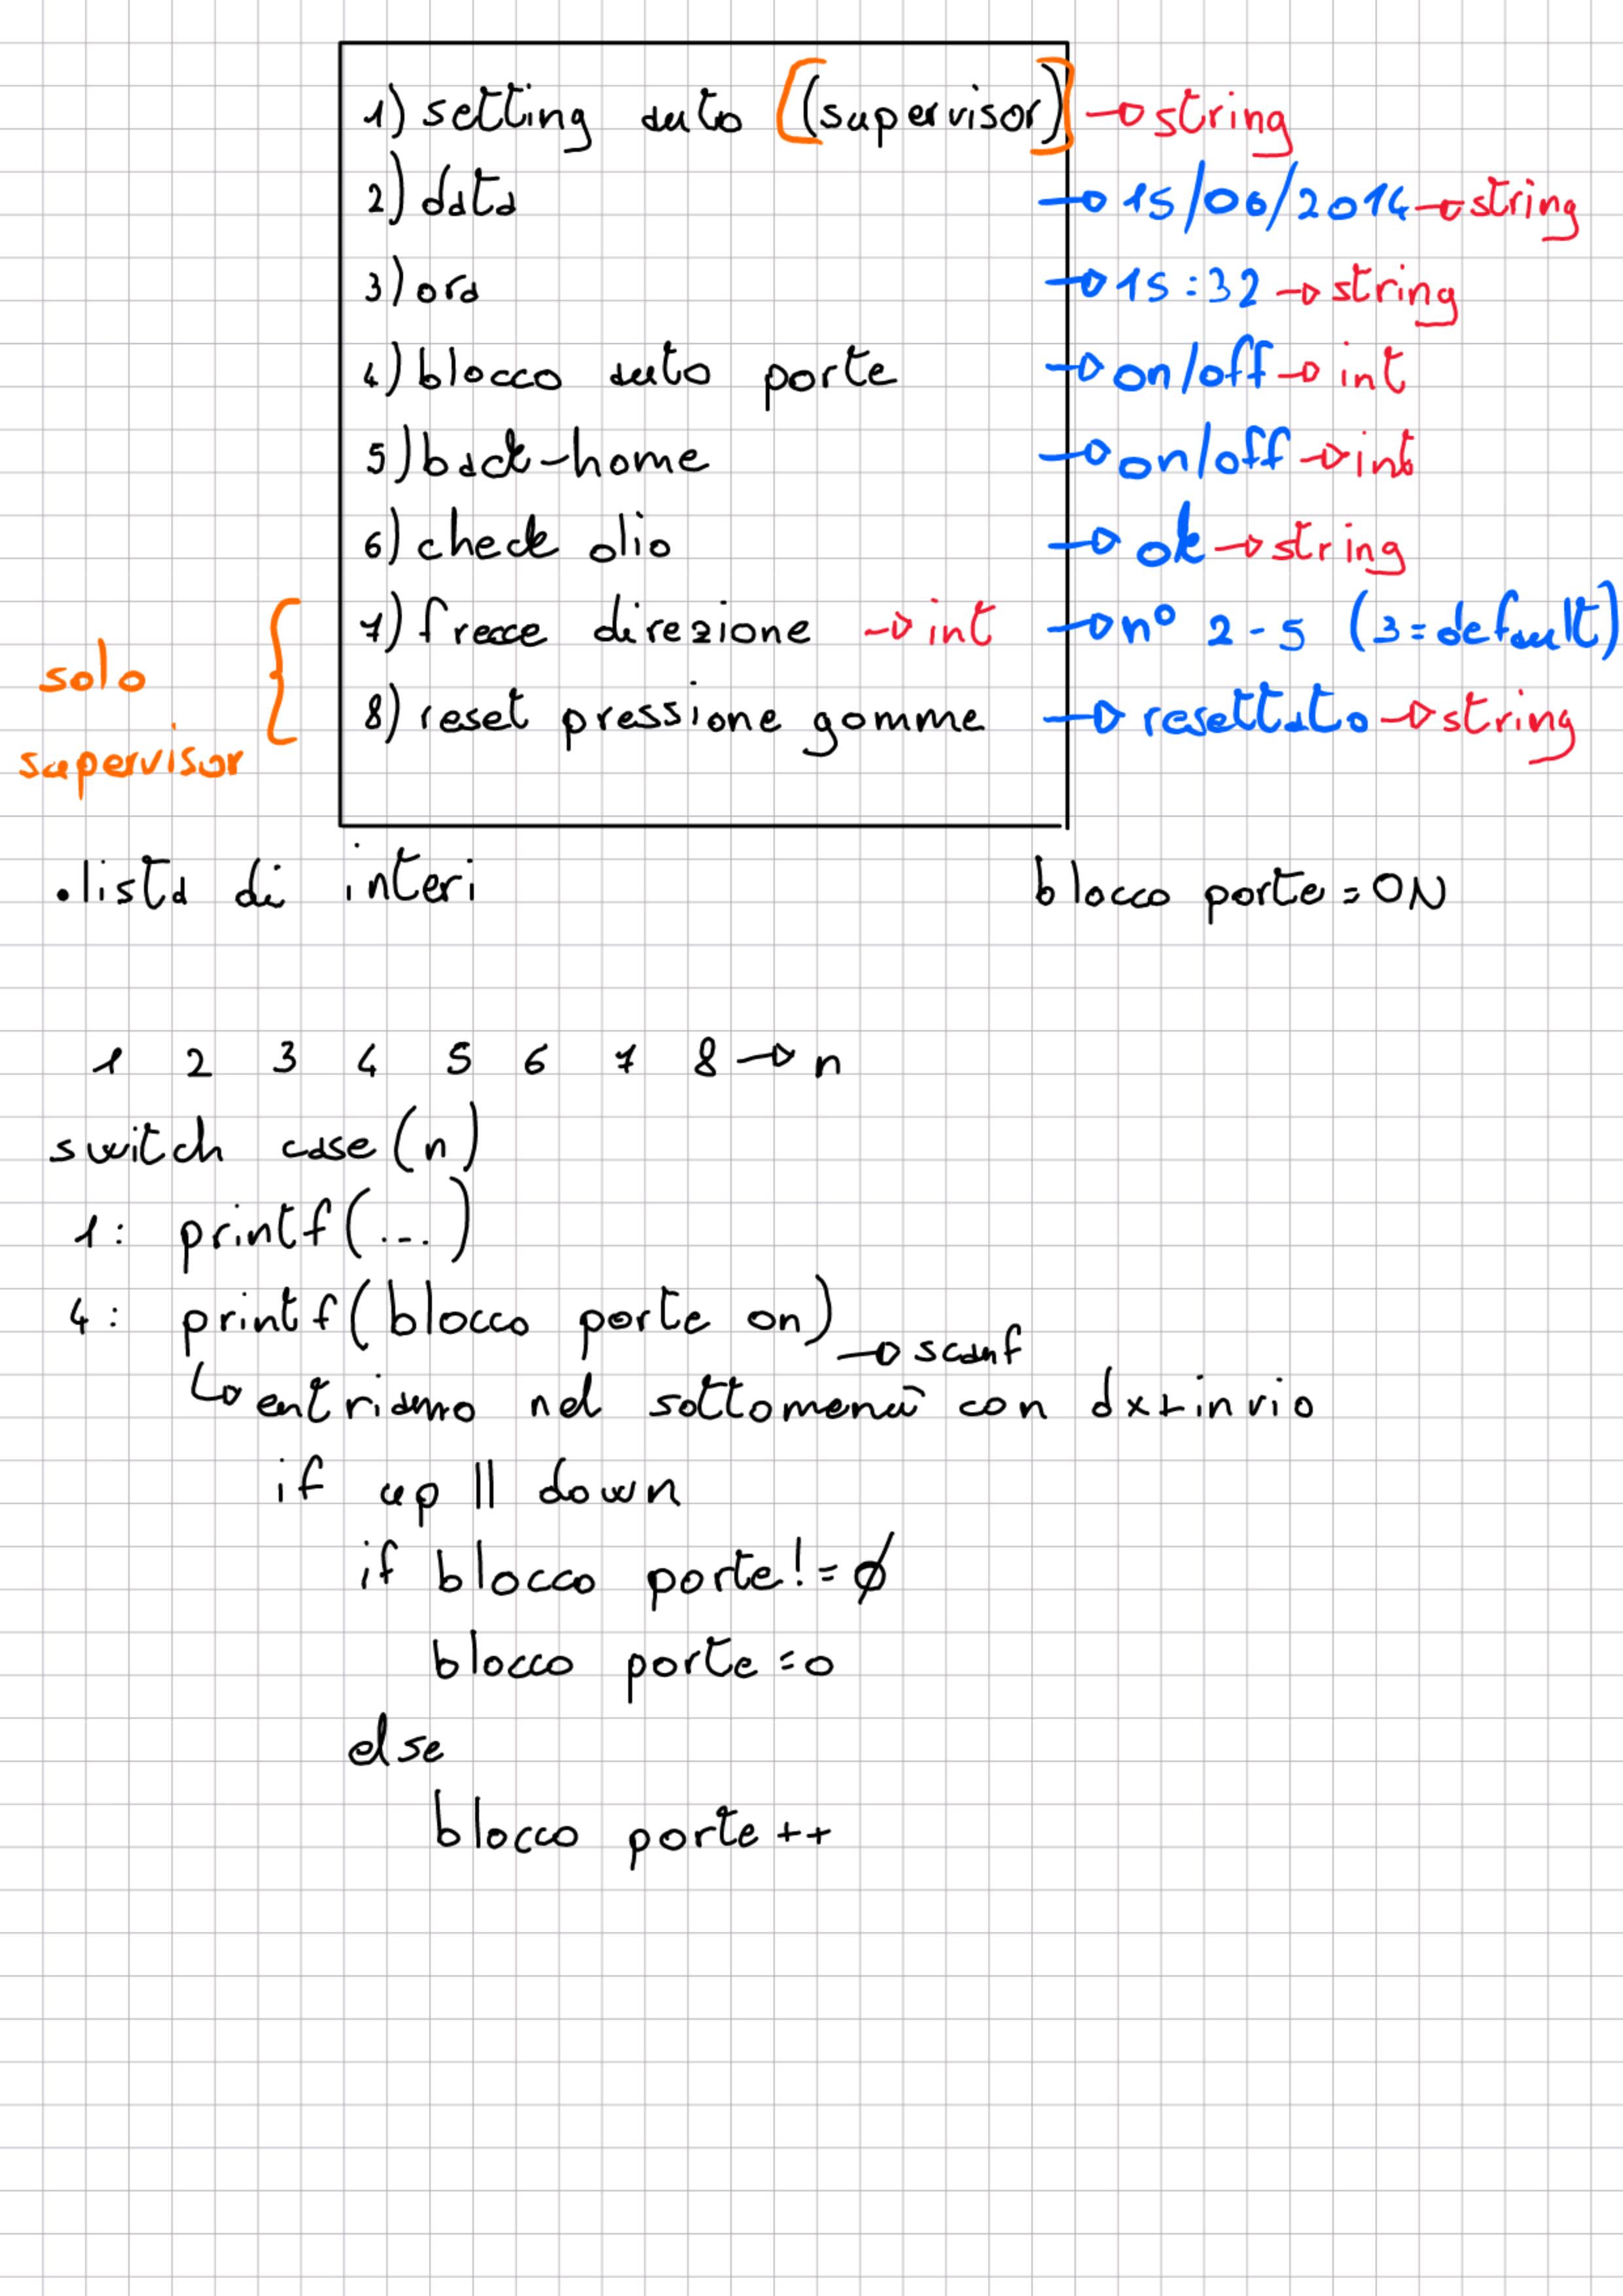 1) setting auto [(supervisor)] → string
2) data → 15/06/2014 → string
3) ora → 15:32 → string
4) blocco auto porte → on/off → int
5) back-home → on/off → int
6) check olio → ok → string
7) frecce direzione → int → n° 2-5 (3=default)
solo
8) reset pressione gomme → resettato → string
supervisor
.lista di interi
blocco porte = ON
1 2 3 4 5 6 7 8 → n
switch case (n)
1: printf(...)
4: printf(blocco porte on) → scanf
↳ entriamo nel sottomenù con dx+invio
if up || down
if blocco porte != Ø
blocco porte = 0
else
blocco porte ++